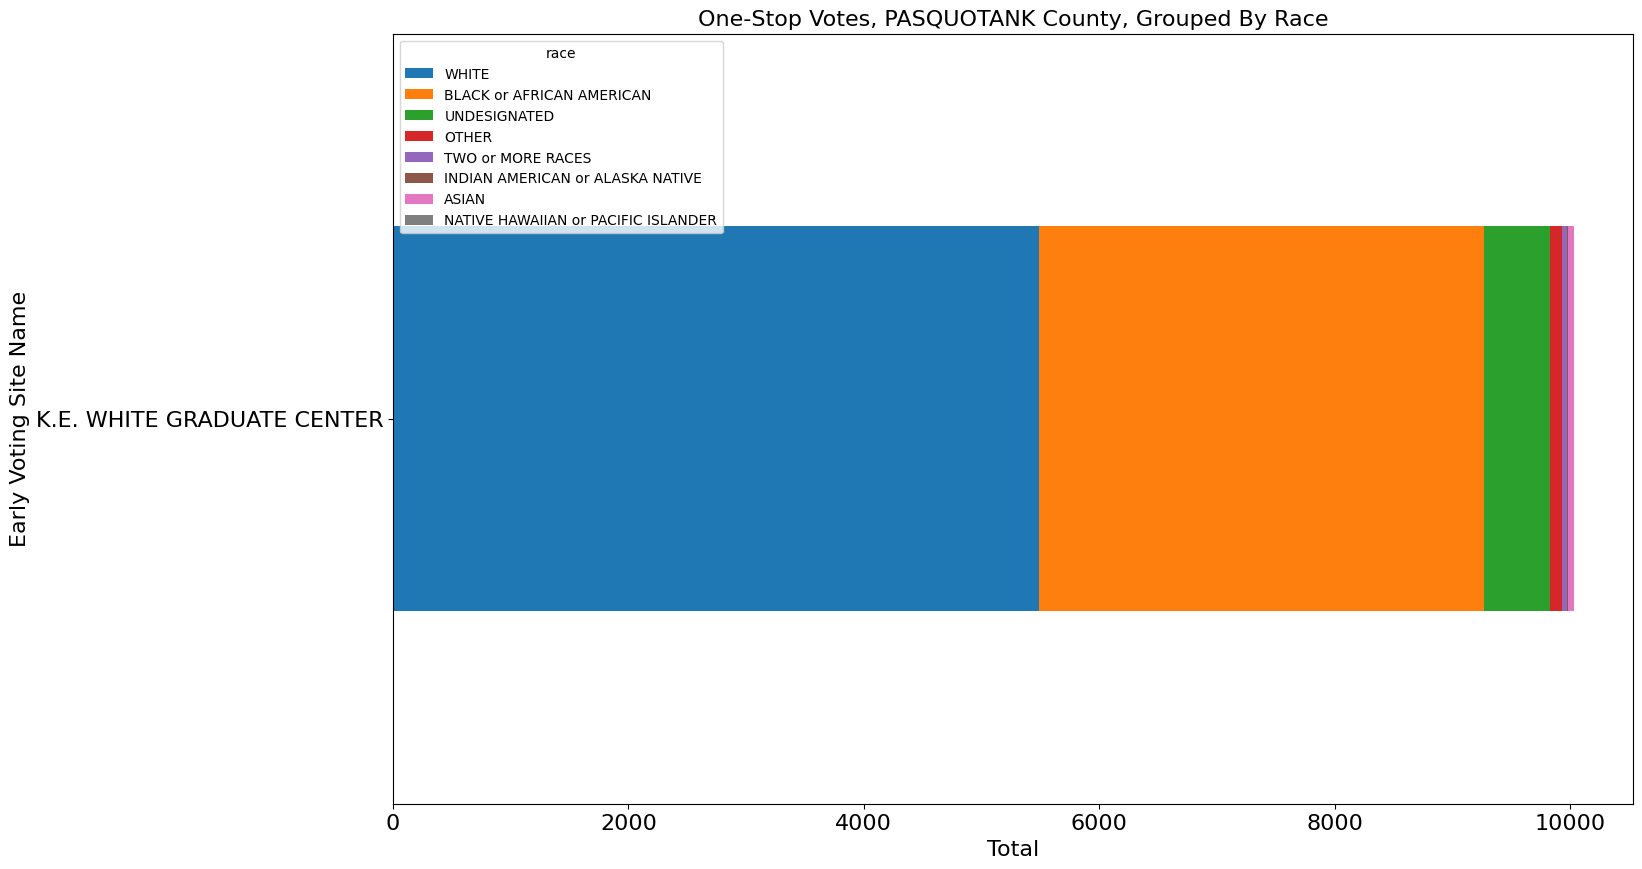 One-Stop Votes, PASQUOTANK County, Grouped By Race
race
WHITE
BLACK or AFRICAN AMERICAN
UNDESIGNATED
OTHER
TWO or MORE RACES
INDIAN AMERICAN or ALASKA NATIVE
ASIAN
NATIVE HAWAIIAN or PACIFIC ISLANDER
Early Voting Site Name
K.E. WHITE GRADUATE CENTER
0 2000 4000 6000 8000 10000
Total